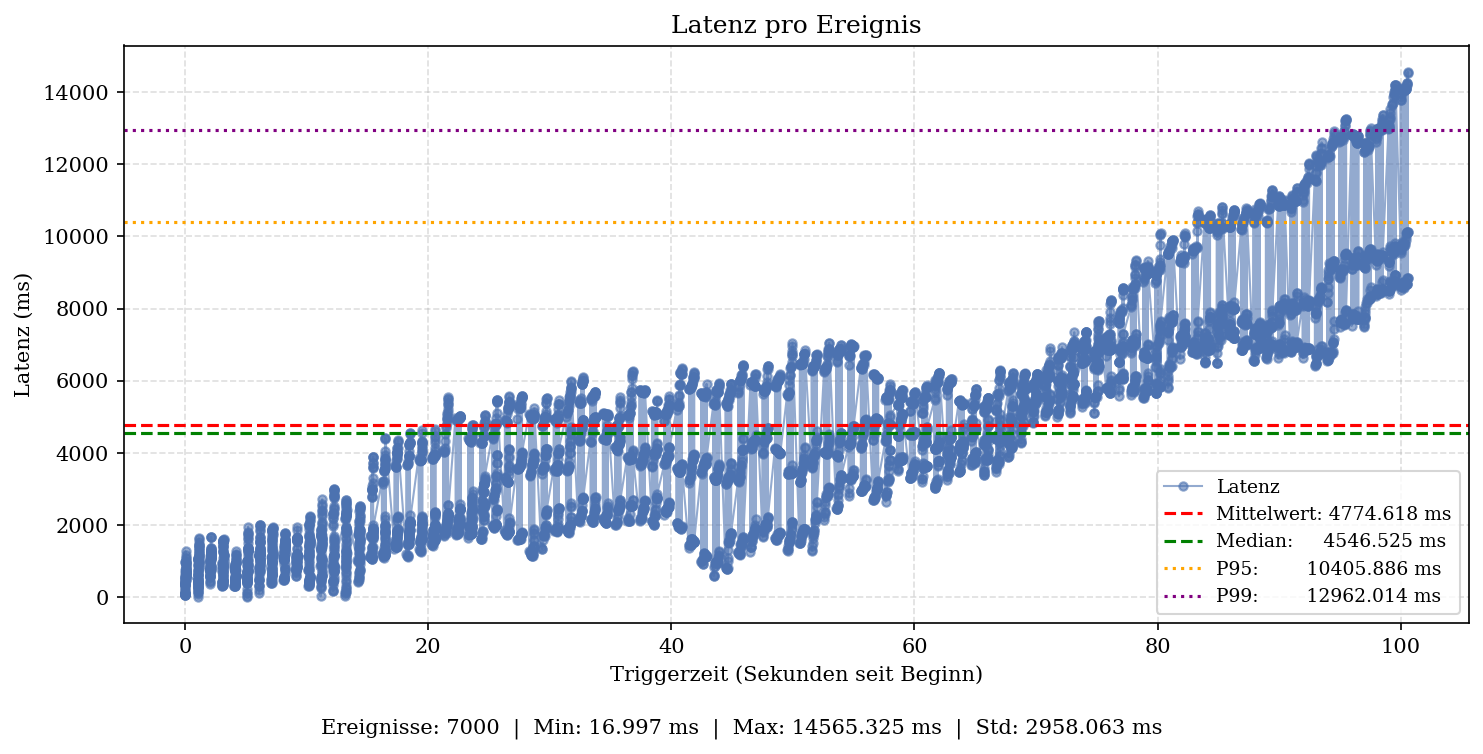 Latenz pro Ereignis
Latenz (ms)
14000
12000
10000
8000
6000
4000
2000
0
0 20 40 60 80 100
Triggerzeit (Sekunden seit Beginn)
Latenz
Mittelwert: 4774.618 ms
Median: 4546.525 ms
P95: 10405.886 ms
P99: 12962.014 ms
Ereignisse: 7000 | Min: 16.997 ms | Max: 14565.325 ms | Std: 2958.063 ms